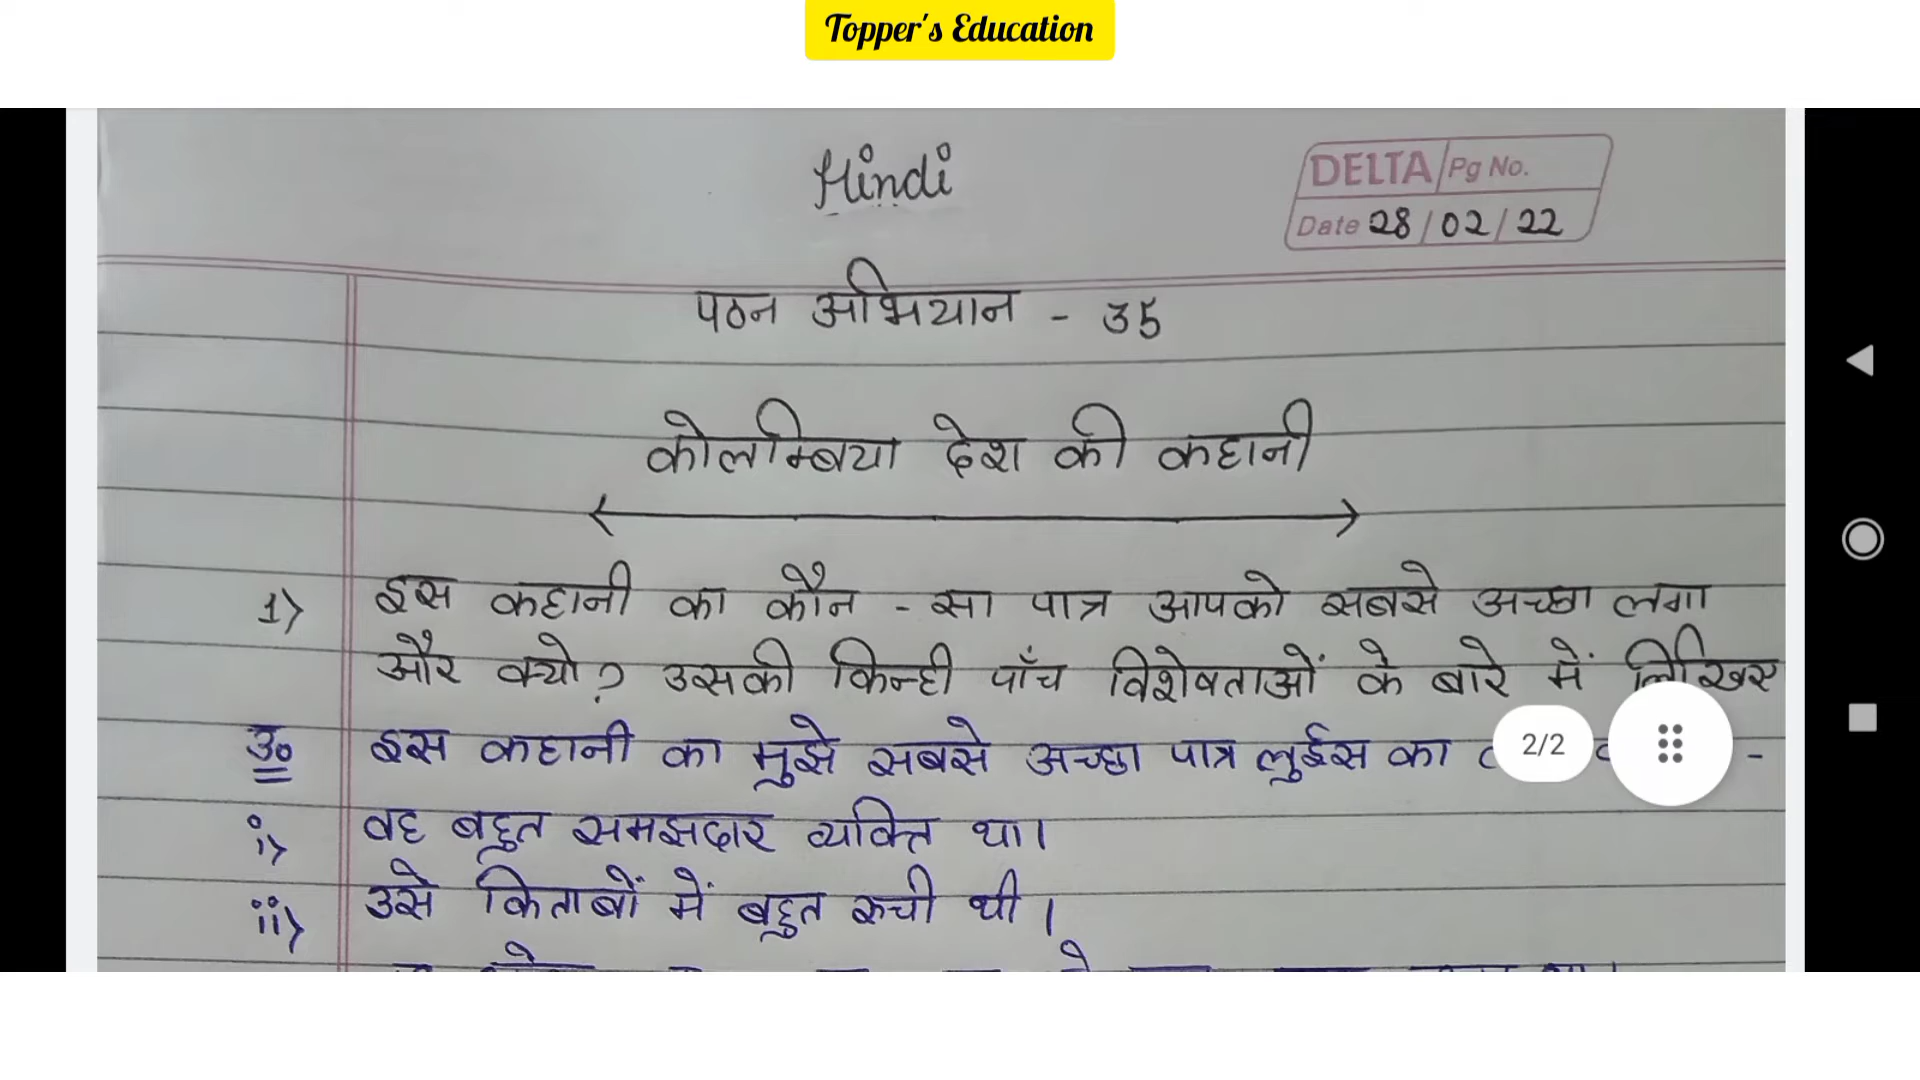 Topper's Education
Hindi
DELTA Pg No.
Date 28/02/22
पठन अभियान - 35
कोलम्बिया देश की कहानी
1) इस कहानी का कौन - सा पात्र आपको सबसे अच्छा लगा
और क्यो? उसकी किन्ही पाँच विशेषताओं के बारे में लिखिए
उ० इस कहानी का मुझे सबसे अच्छा पात्र लुईस का -
2/2
i) वह बहुत समझदार व्यक्ति था।
ii) उसे किताबों में बहुत रुची थी।